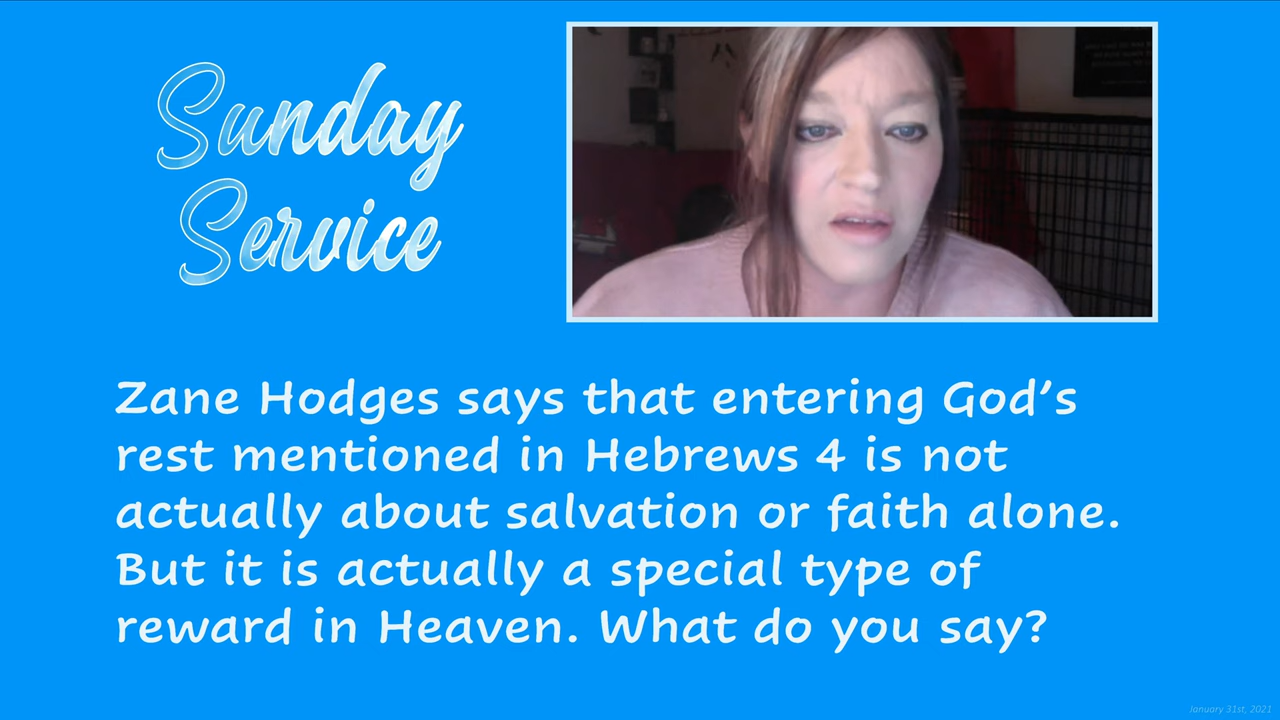 Sunday
Service
Zane Hodges says that entering God's
rest mentioned in Hebrews 4 is not
actually about salvation or faith alone.
But it is actually a special type of
reward in Heaven. What do you say?
January 31st, 2021